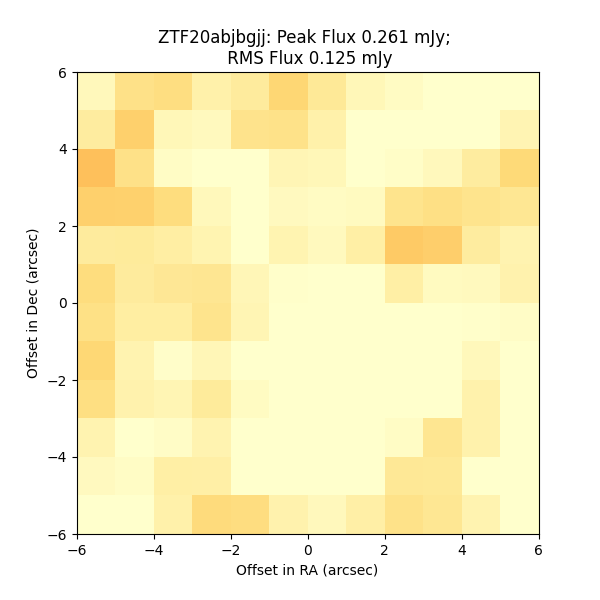 ZTF20abjbgjj: Peak Flux 0.261 mJy;
RMS Flux 0.125 mJy
6
4
2
0
−2
−4
−6
Offset in Dec (arcsec)
−6 −4 −2 0 2 4 6
Offset in RA (arcsec)